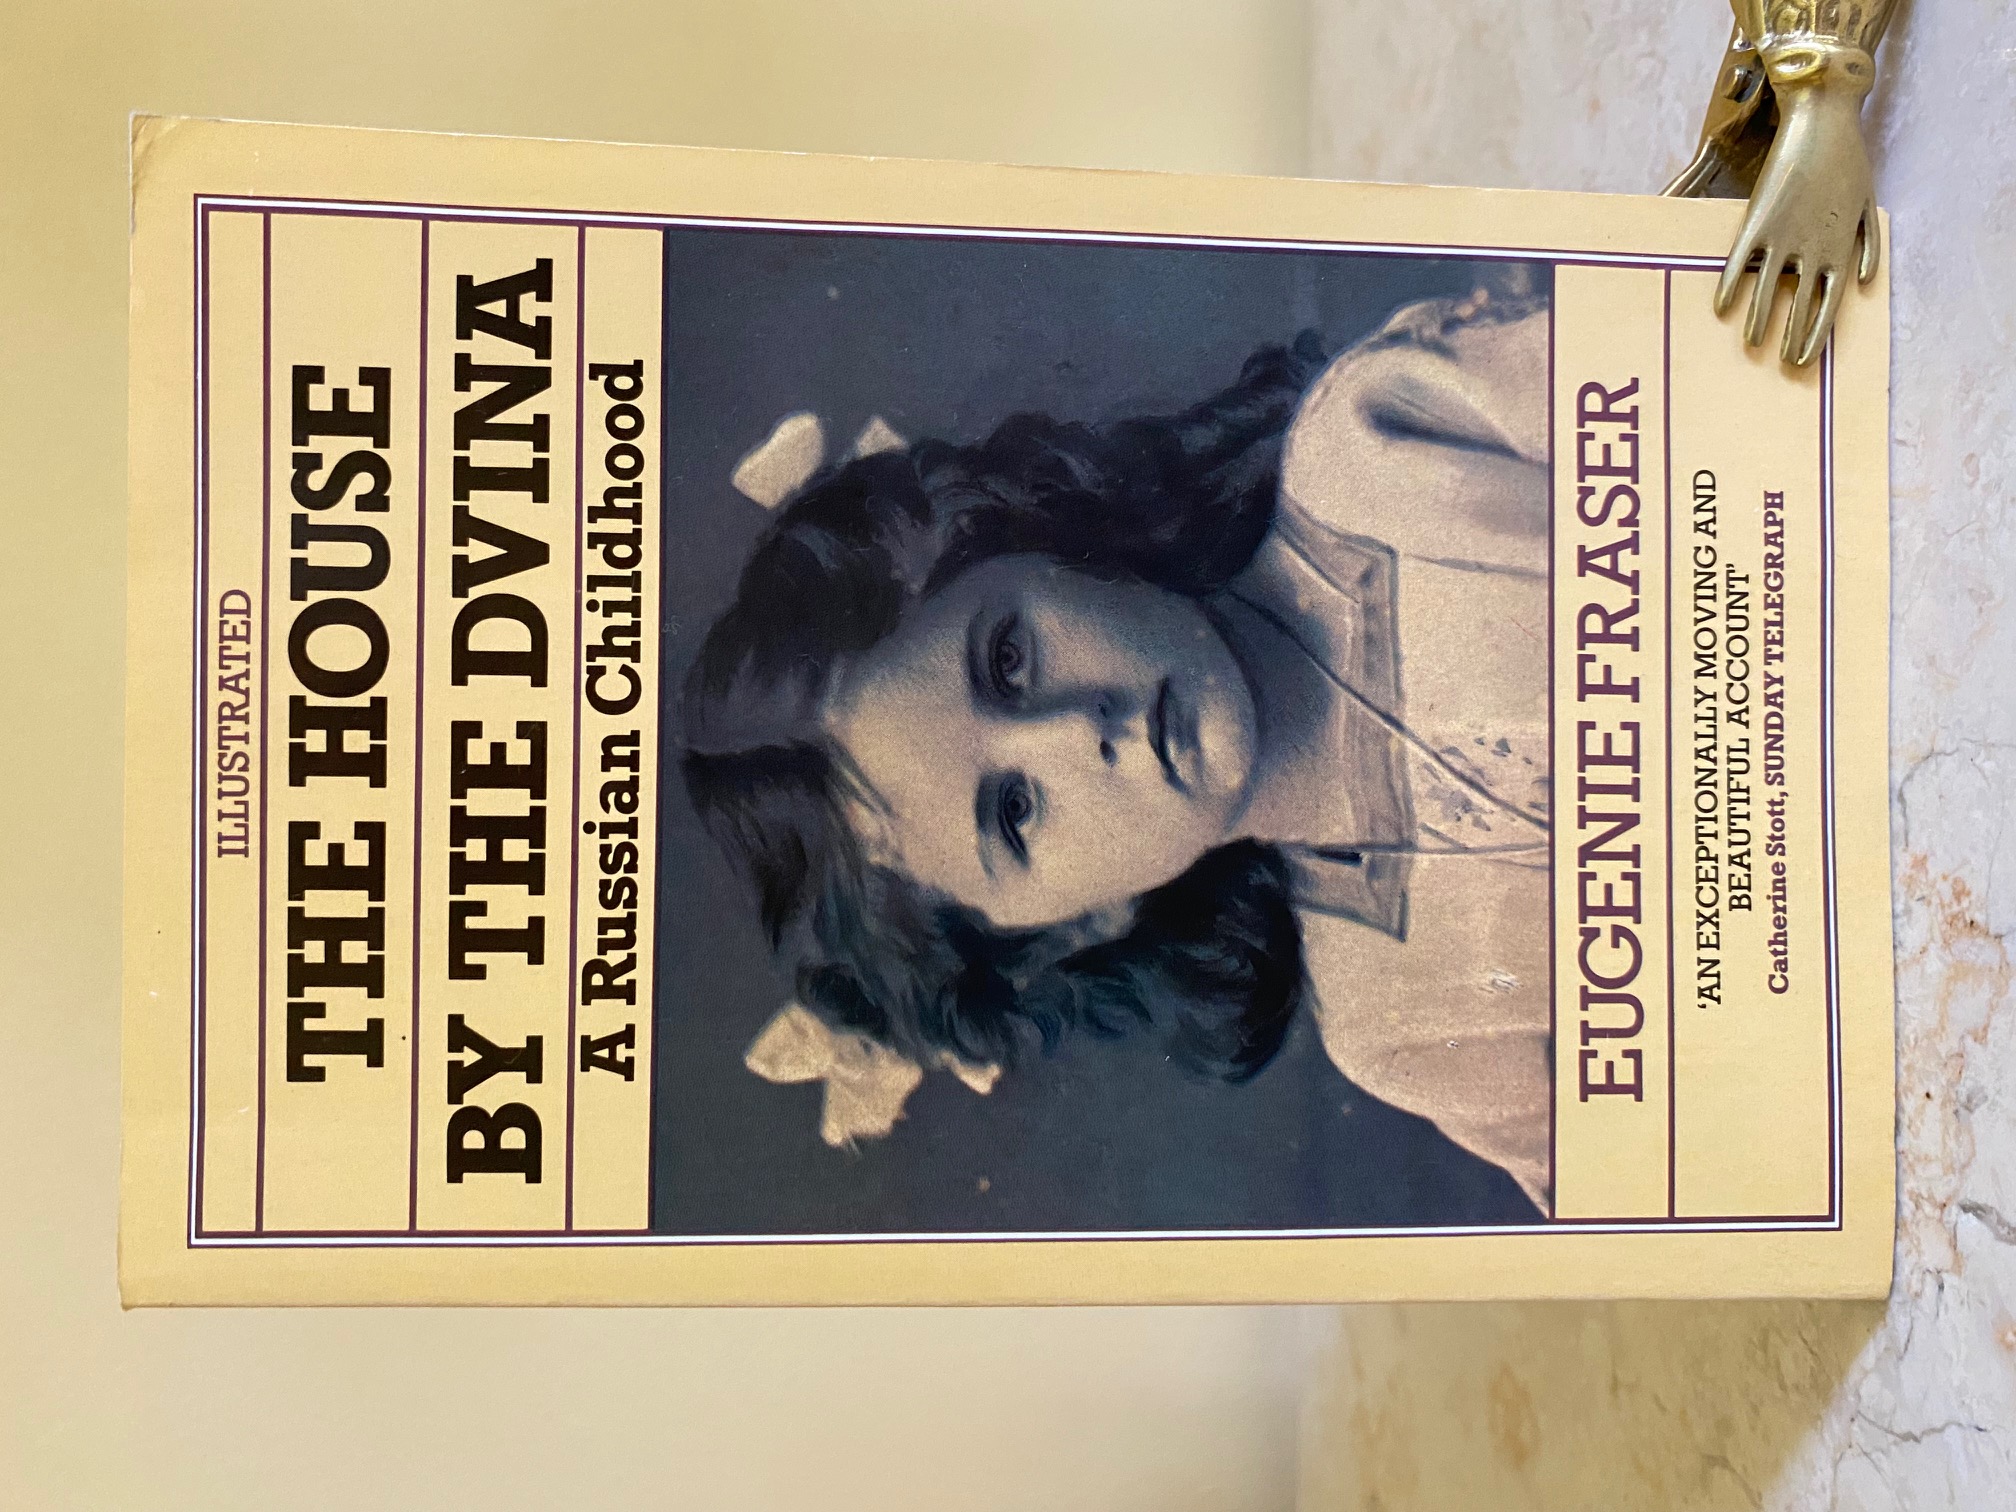 ILLUSTRATED
THE HOUSE
BY THE DVINA
A Russian Childhood
EUGENIE FRASER
‘AN EXCEPTIONALLY MOVING AND
BEAUTIFUL ACCOUNT’
Catherine Stott, SUNDAY TELEGRAPH